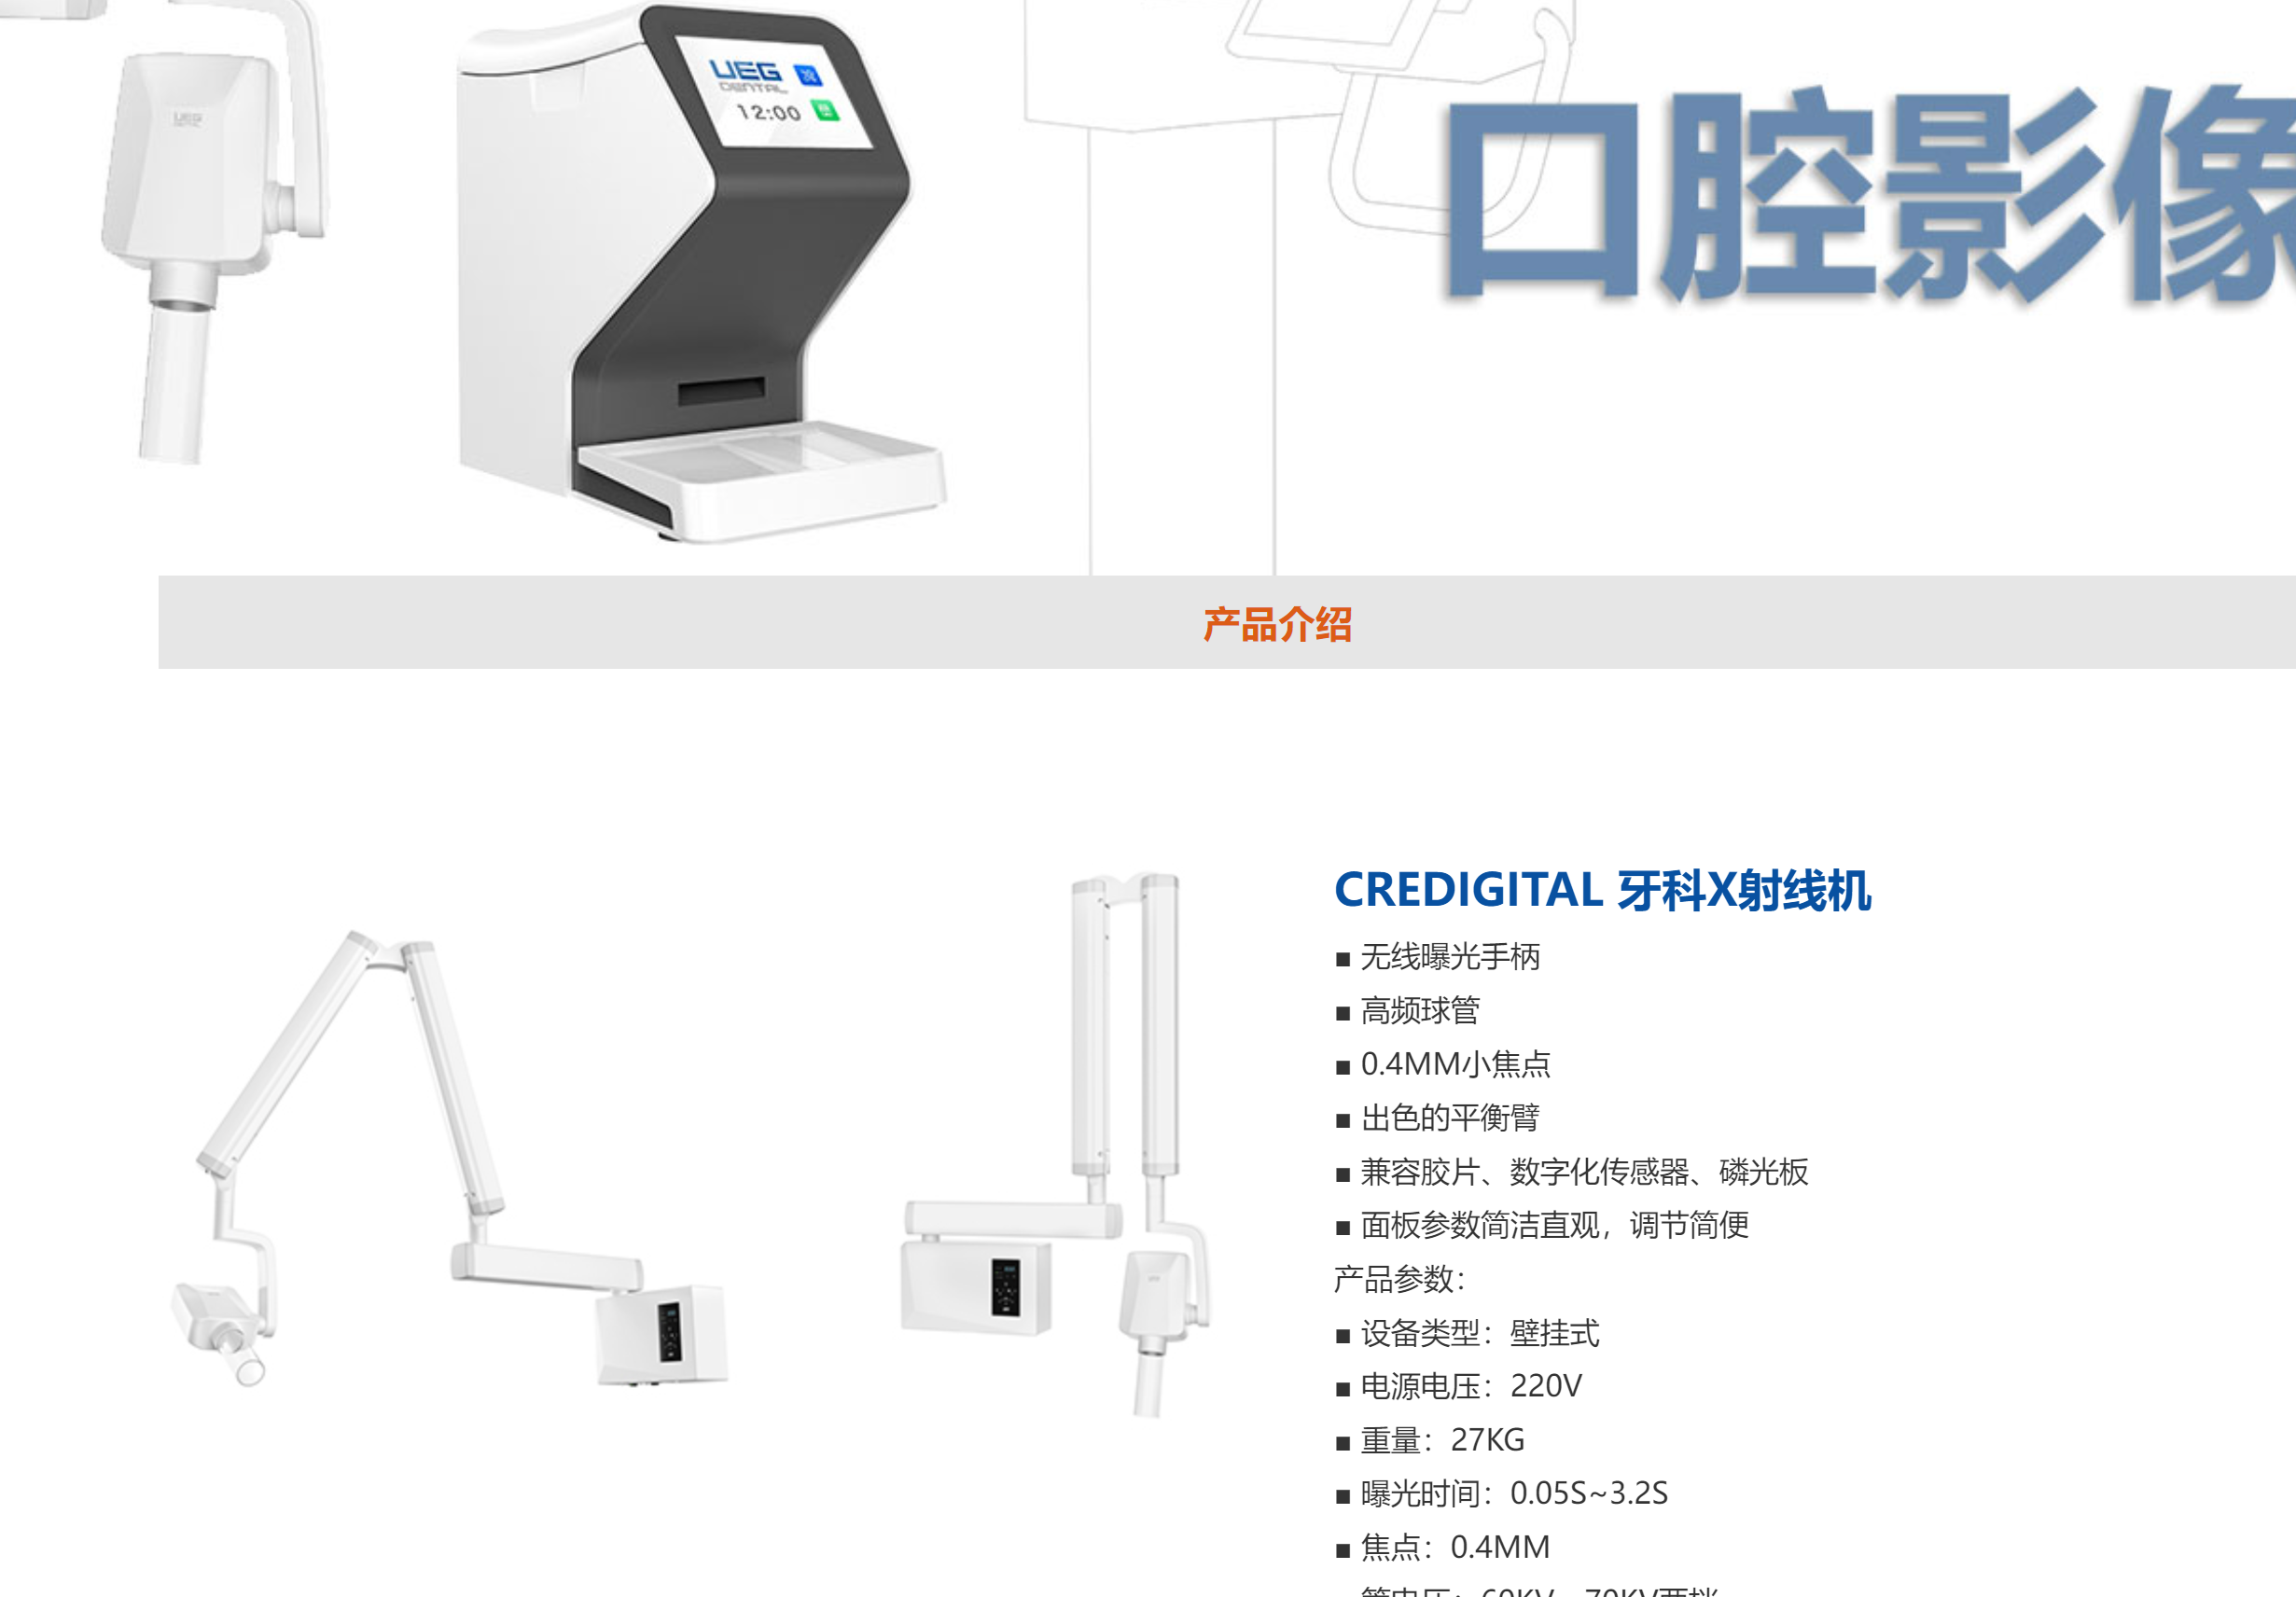 UEG
DENTAL
UEG
DENTAL
12:00
口腔影像
产品介绍
CREDIGITAL 牙科X射线机
■ 无线曝光手柄
■ 高频球管
■ 0.4MM小焦点
■ 出色的平衡臂
■ 兼容胶片、数字化传感器、磷光板
■ 面板参数简洁直观，调节简便
产品参数：
■ 设备类型：壁挂式
■ 电源电压：220V
■ 重量：27KG
■ 曝光时间：0.05S~3.2S
■ 焦点：0.4MM